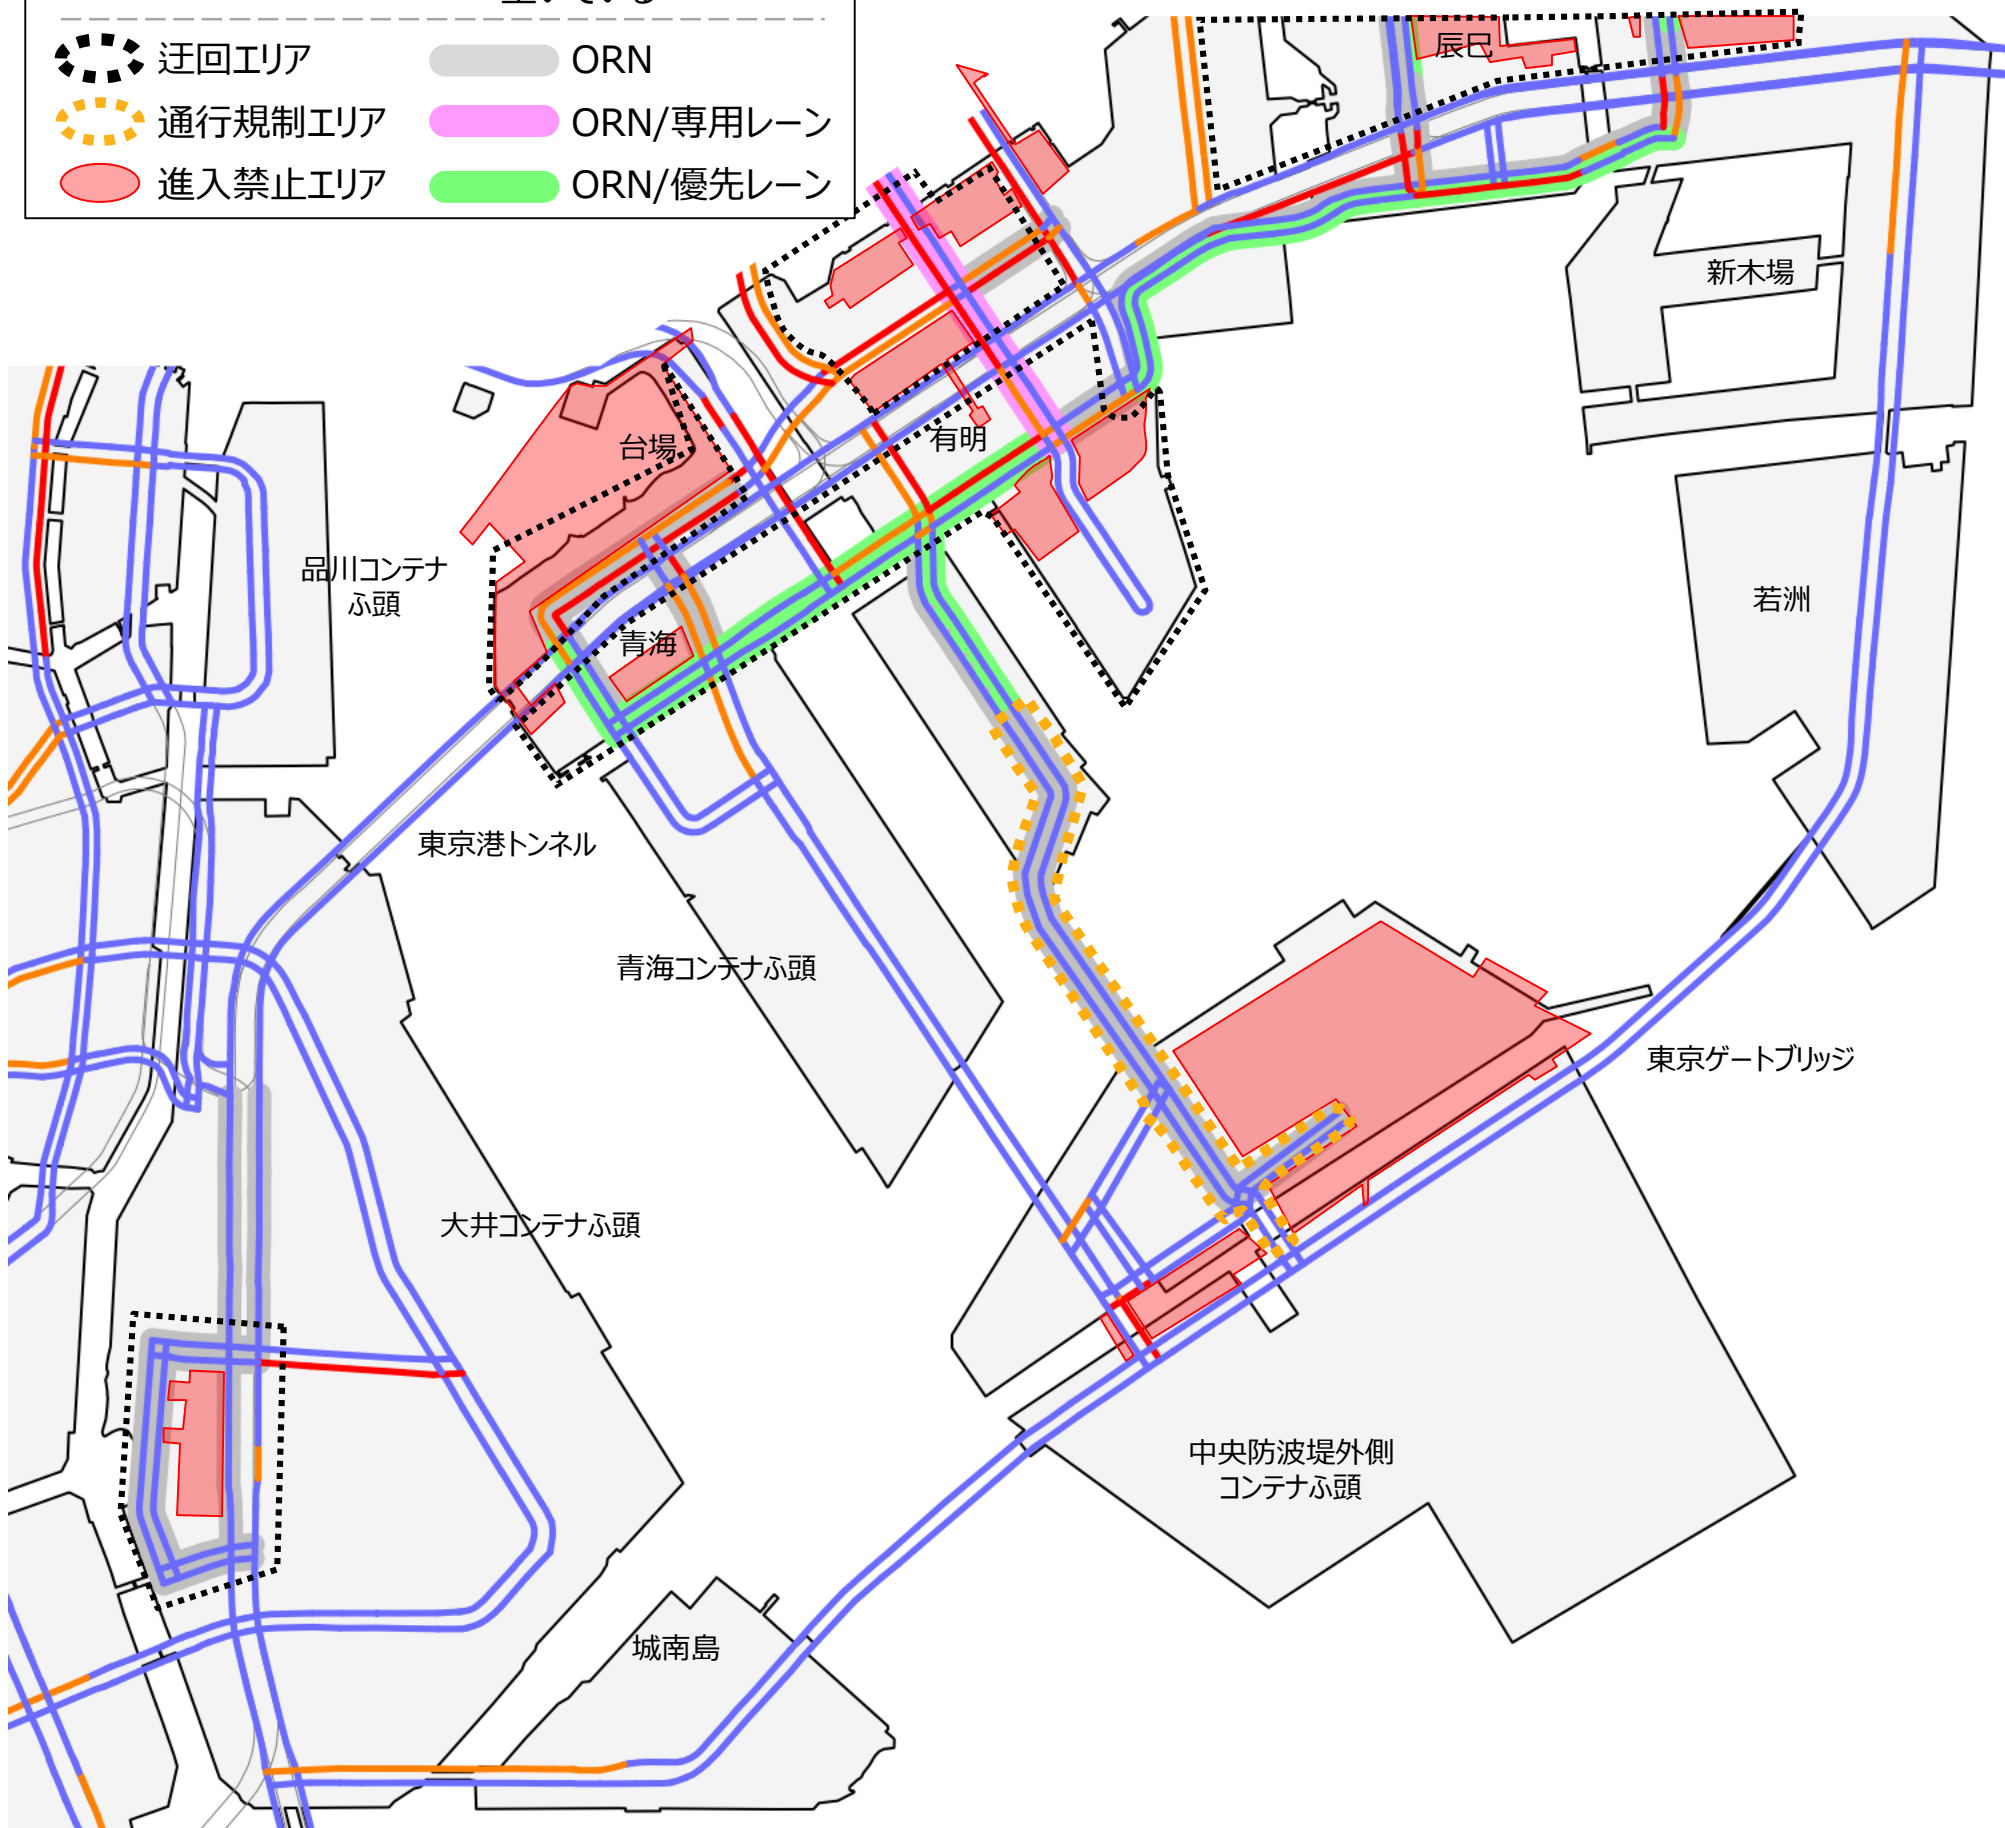 空いている
迂回エリア
ORN
通行規制エリア
ORN/専用レーン
進入禁止エリア
ORN/優先レーン
辰巳
新木場
台場
有明
品川コンテナ
ふ頭
青海
若洲
東京港トンネル
青海コンテナふ頭
東京ゲートブリッジ
大井コンテナふ頭
中央防波堤外側
コンテナふ頭
城南島